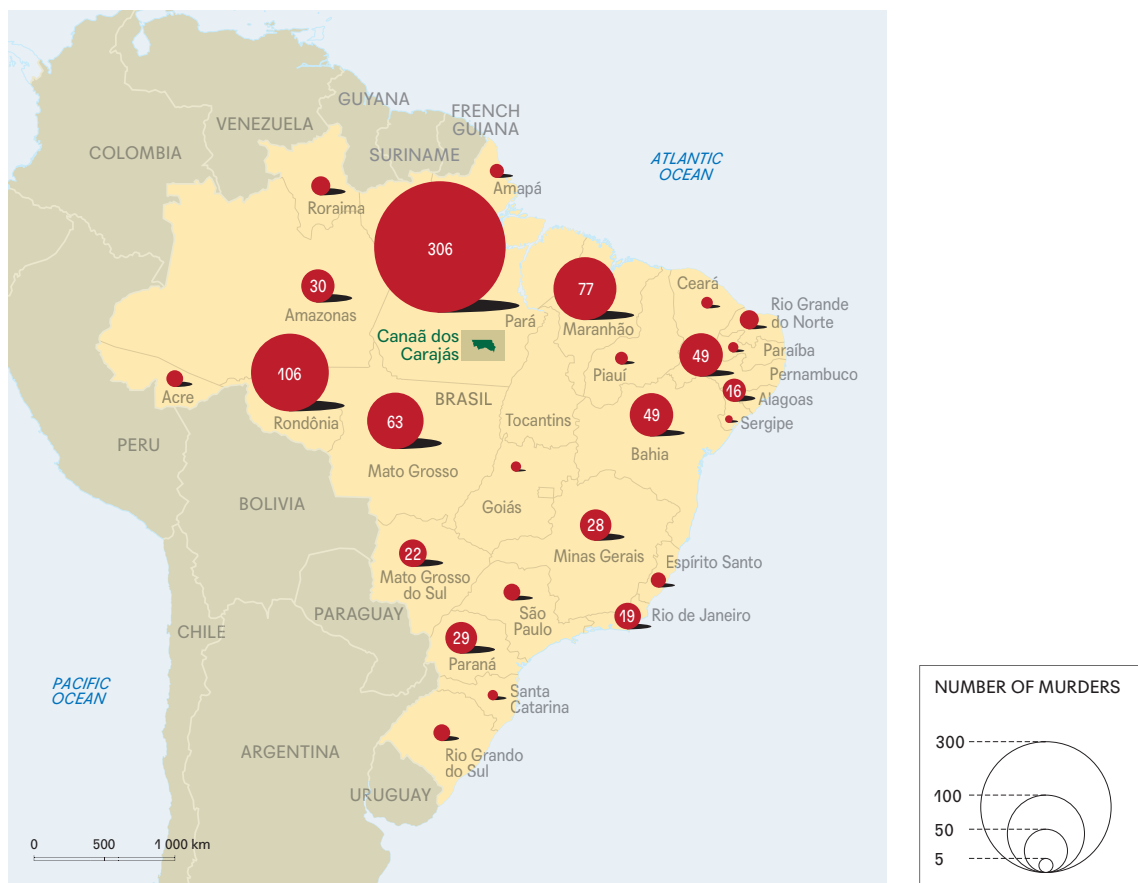 GUYANA
FRENCH
GUIANA
VENEZUELA
SURINAME
COLOMBIA
ATLANTIC
OCEAN
Amapá
Roraima
306
30
77
Ceará
Amazonas
Pará
Maranhão
Rio Grande
do Norte
Canaã dos
Carajás
49
Paraíba
Piauí
Pernambuco
106
16
Acre
BRASIL
Alagoas
Rondônia
63
Tocantins
49
Sergipe
PERU
Mato Grosso
Bahia
BOLIVIA
Goiás
28
Minas Gerais
22
Espírito Santo
Mato Grosso
do Sul
PARAGUAY
São
Paulo
19
Rio de Janeiro
CHILE
29
Paraná
PACIFIC
OCEAN
Santa
Catarina
ARGENTINA
Rio Grando
do Sul
URUGUAY
0 500 1 000 km
NUMBER OF MURDERS
300
100
50
5